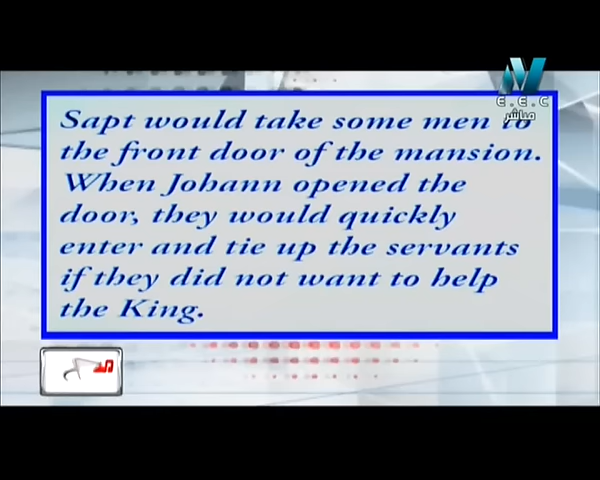 E.E.C
مباشر
Sapt would take some men to
the front door of the mansion.
When Johann opened the
door, they would quickly
enter and tie up the servants
if they did not want to help
the King.